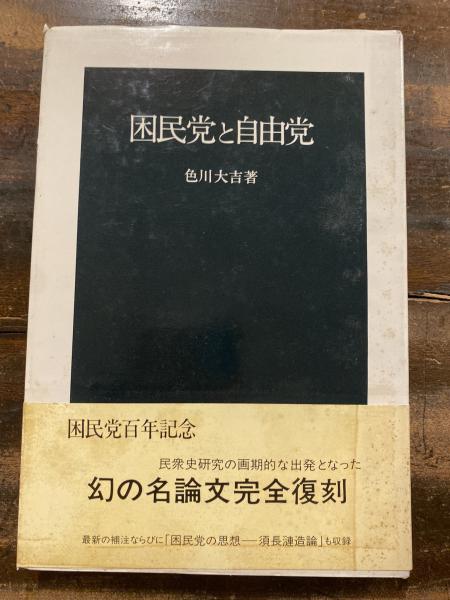 困民党と自由党
色川大吉著
困民党百年記念
民衆史研究の画期的な出発となった
幻の名論文完全復刻
最新の補注ならびに「困民党の思想──須長漣造論」も収録